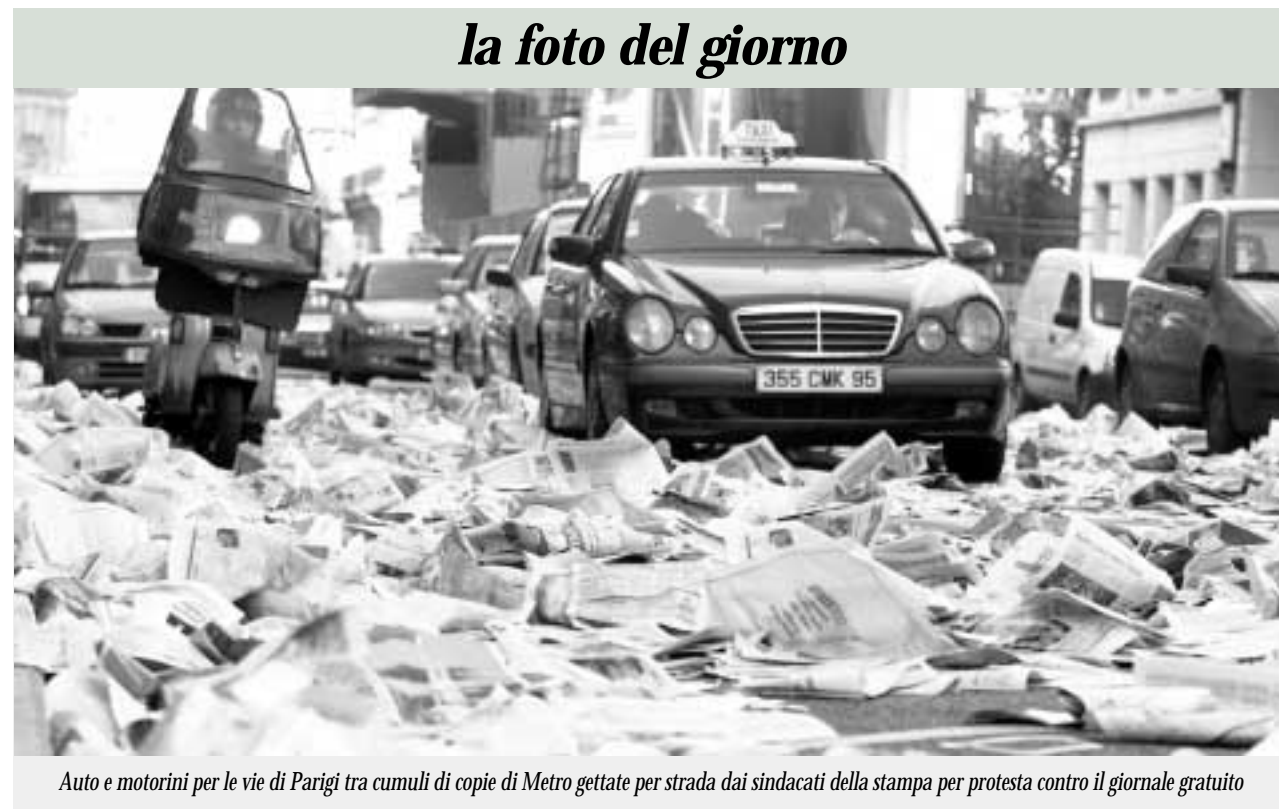 la foto del giorno
TAXI
355 CMK 95
Auto e motorini per le vie di Parigi tra cumuli di copie di Metro gettate per strada dai sindacati della stampa per protesta contro il giornale gratuito